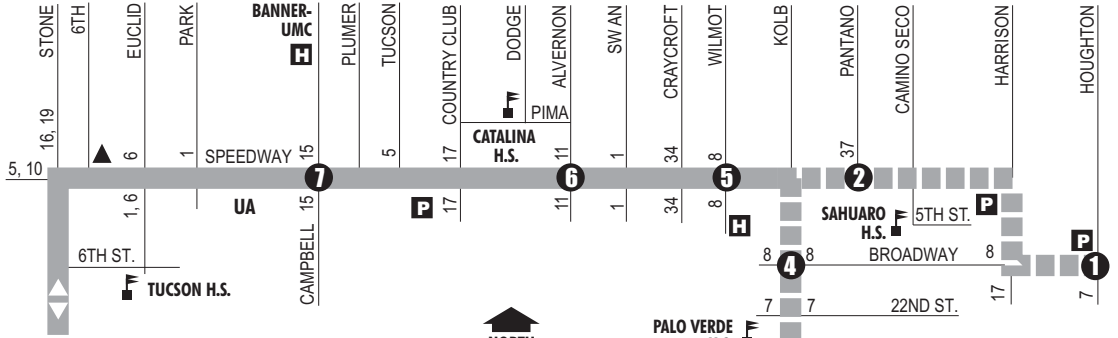 STONE
6TH
EUCLID
PARK
BANNER-
UMC
H
PLUMER
TUCSON
COUNTRY CLUB
DODGE
ALVERNON
SWAN
CRAYCROFT
WILMOT
KOLB
PANTANO
CAMINO SECO
HARRISON
HOUGHTON
PIMA
CATALINA
H.S.
16, 19
6
1
SPEEDWAY
15
5
17
11
1
34
8
37
5, 10
7
6
5
2
1, 6
UA
15
P
17
11
1
34
8
H
SAHUARO
H.S.
5TH ST.
P
P
6TH ST.
TUCSON H.S.
CAMPBELL
8
4
8
BROADWAY
8
1
17
7
7
7
22ND ST.
PALO VERDE